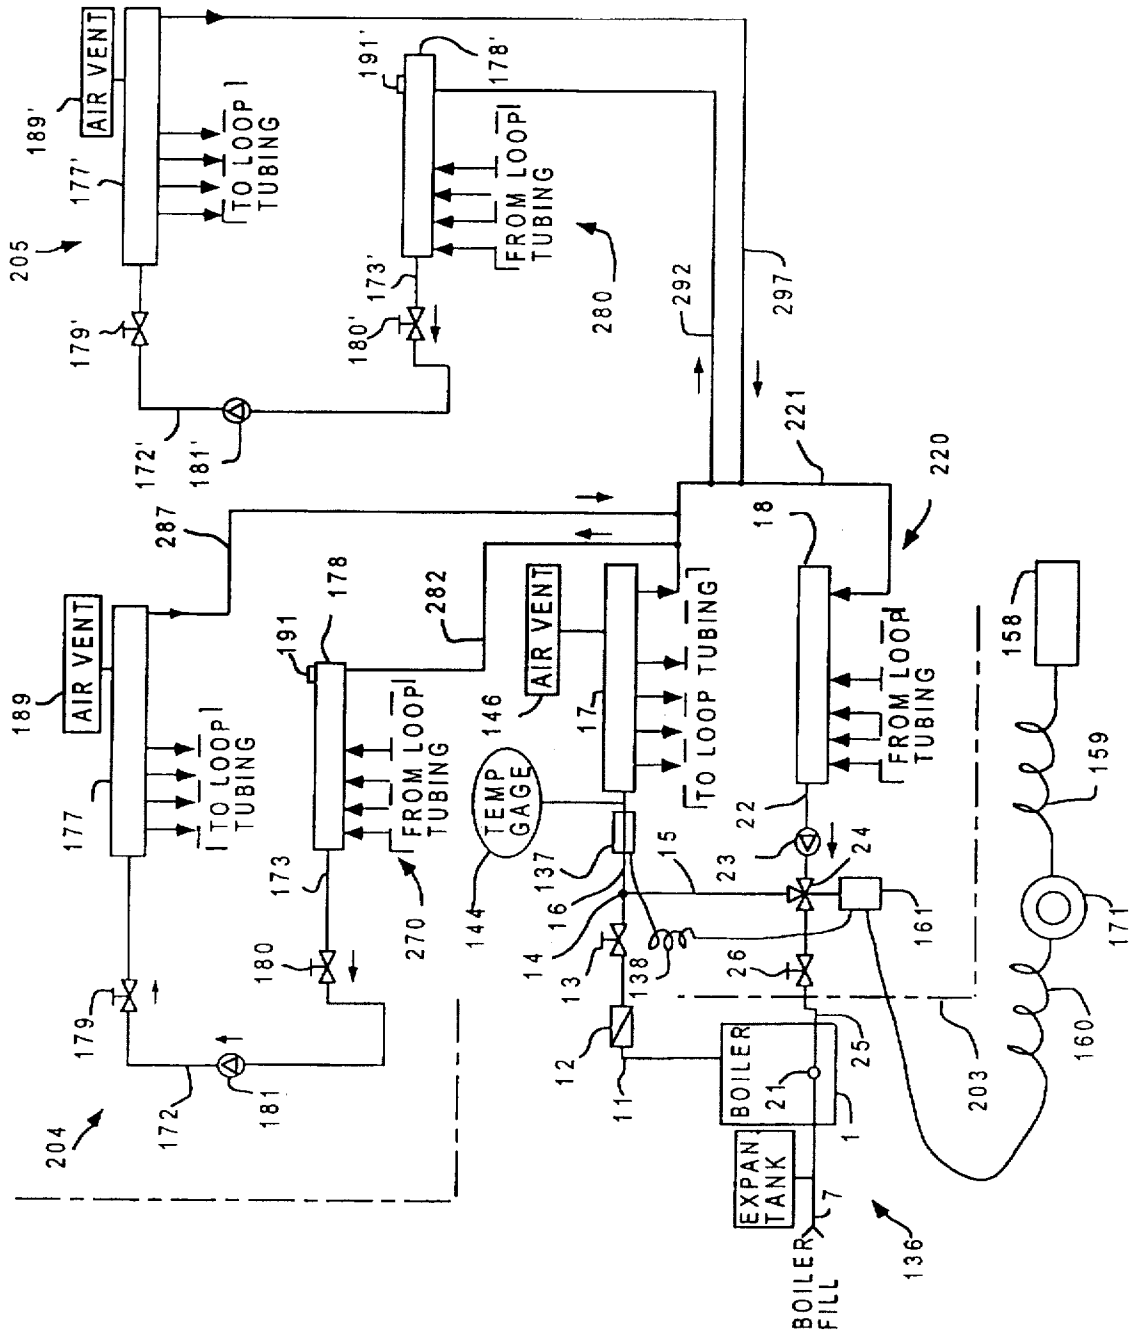 189'
AIR VENT
177'
205
TO LOOP
TUBING
179'
172'
181'
191'
178'
FROM LOOP
TUBING
173'
180'
280
292
297
221
220
189
AIR VENT
177
287
TO LOOP
TUBING
179
172
181
204
191
178
282
FROM LOOP
TUBING
173
180
270
146
AIR VENT
17
TO LOOP TUBING
TEMP
GAGE
144
137
16
14
13
138
12
11
15
18
FROM LOOP
TUBING
22
23
24
26
161
25
203
BOILER
21
1
EXPAN
TANK
7
BOILER
FILL
136
158
159
171
160